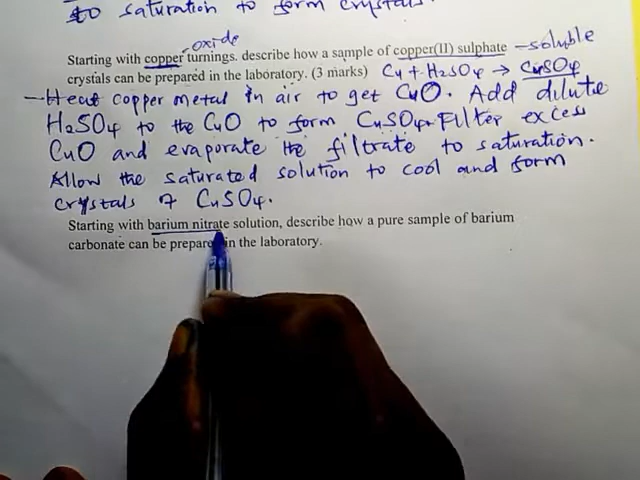 to saturation to form crystals.
oxide
Starting with copper turnings. describe how a sample of copper(II) sulphate – soluble
crystals can be prepared in the laboratory. (3 marks) Cu + H2SO4 → CuSO4
– Heat copper metal in air to get CuO. Add dilute
H2SO4 to the CuO to form CuSO4. Filter excess
CuO and evaporate the filtrate to saturation.
Allow the saturated solution to cool and form
crystals of CuSO4.
Starting with barium nitrate solution, describe how a pure sample of barium
carbonate can be prepared in the laboratory.